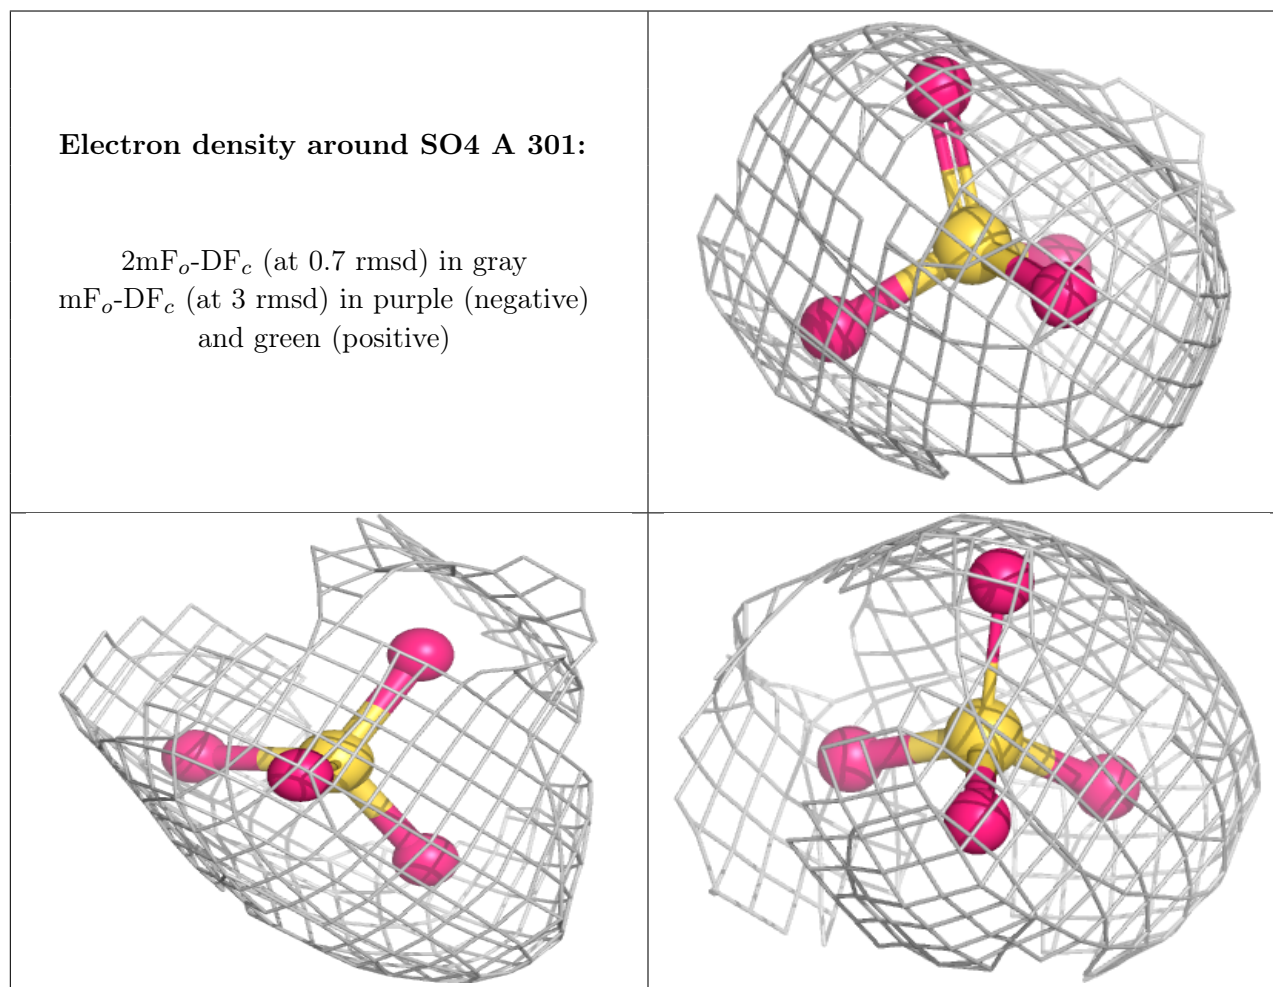 Electron density around SO4 A 301:
2mFo-DFc (at 0.7 rmsd) in gray
mFo-DFc (at 3 rmsd) in purple (negative)
and green (positive)